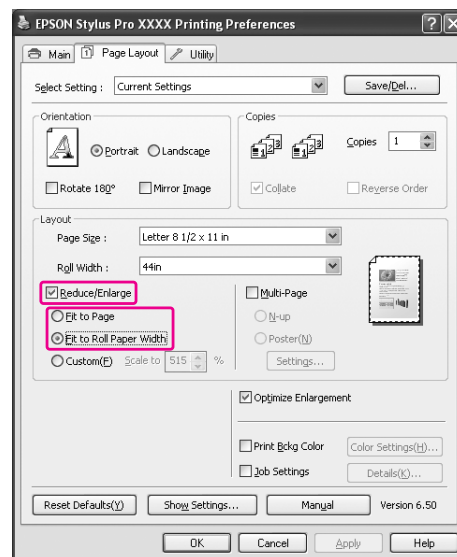 EPSON Stylus Pro XXXX Printing Preferences
Main Page Layout Utility
Select Setting : Current Settings Save/Del...
Orientation Copies
Portrait Landscape Copies 1
Rotate 180° Mirror Image Collate Reverse Order
Layout
Page Size : Letter 8 1/2 x 11 in
Roll Width : 44in
Reduce/Enlarge Multi-Page
Fit to Page N-up
Fit to Roll Paper Width Poster(N)
Custom(F) Scale to 515 % Settings...
Optimize Enlargement
Print Bckg Color Color Settings(H)...
Job Settings Details(K)...
Reset Defaults(Y) Show Settings... Manual Version 6.50
OK Cancel Apply Help